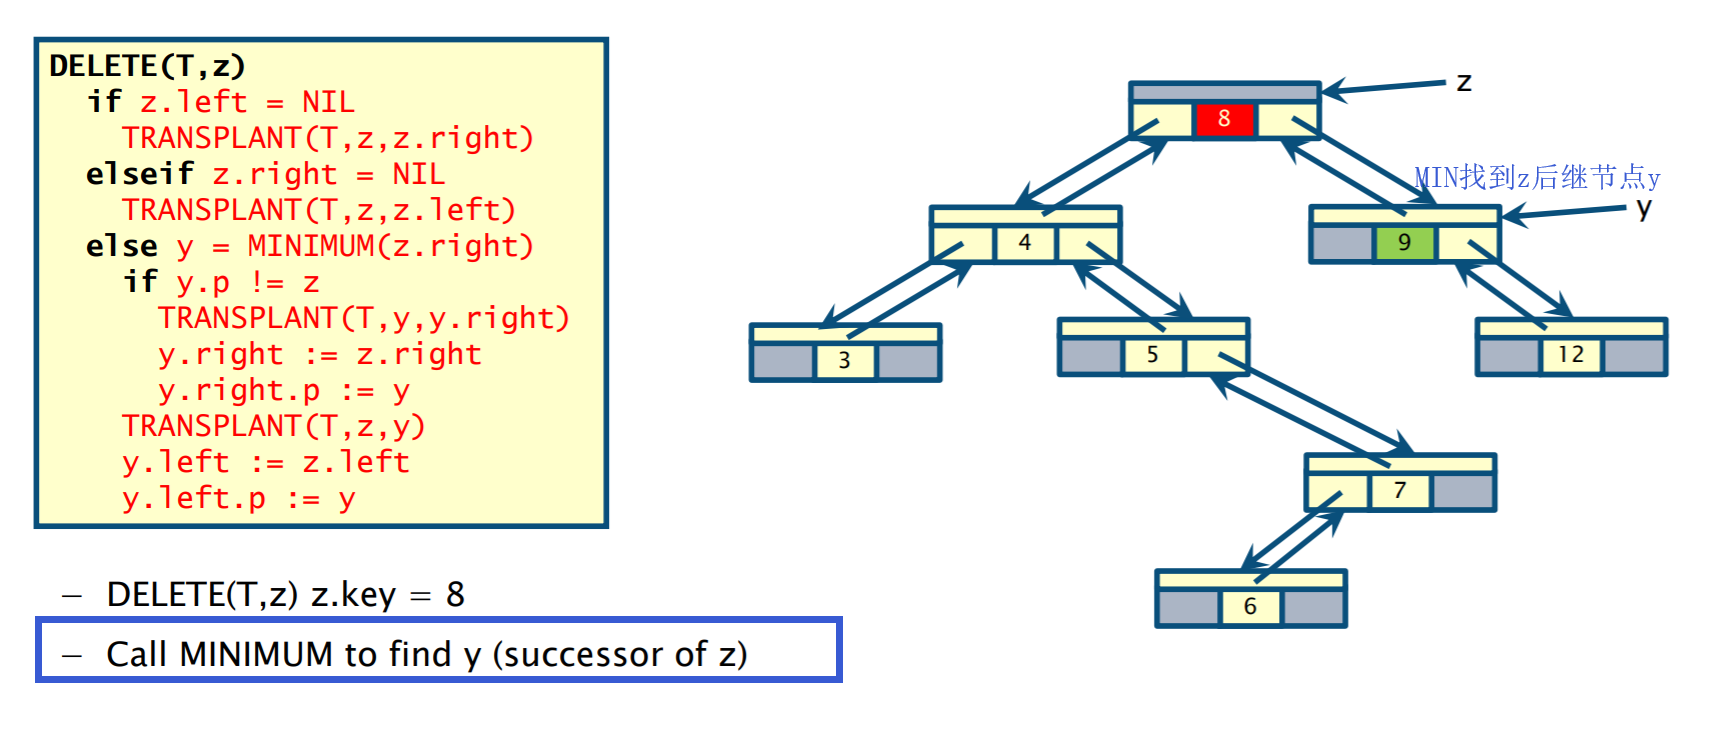 DELETE(T,z)
if z.left = NIL
TRANSPLANT(T,z,z.right)
elseif z.right = NIL
TRANSPLANT(T,z,z.left)
else y = MINIMUM(z.right)
if y.p != z
TRANSPLANT(T,y,y.right)
y.right := z.right
y.right.p := y
TRANSPLANT(T,z,y)
y.left := z.left
y.left.p := y
– DELETE(T,z) z.key = 8
– Call MINIMUM to find y (successor of z)
z
8
MIN找到z后继节点y
y
4
9
3
5
12
7
6